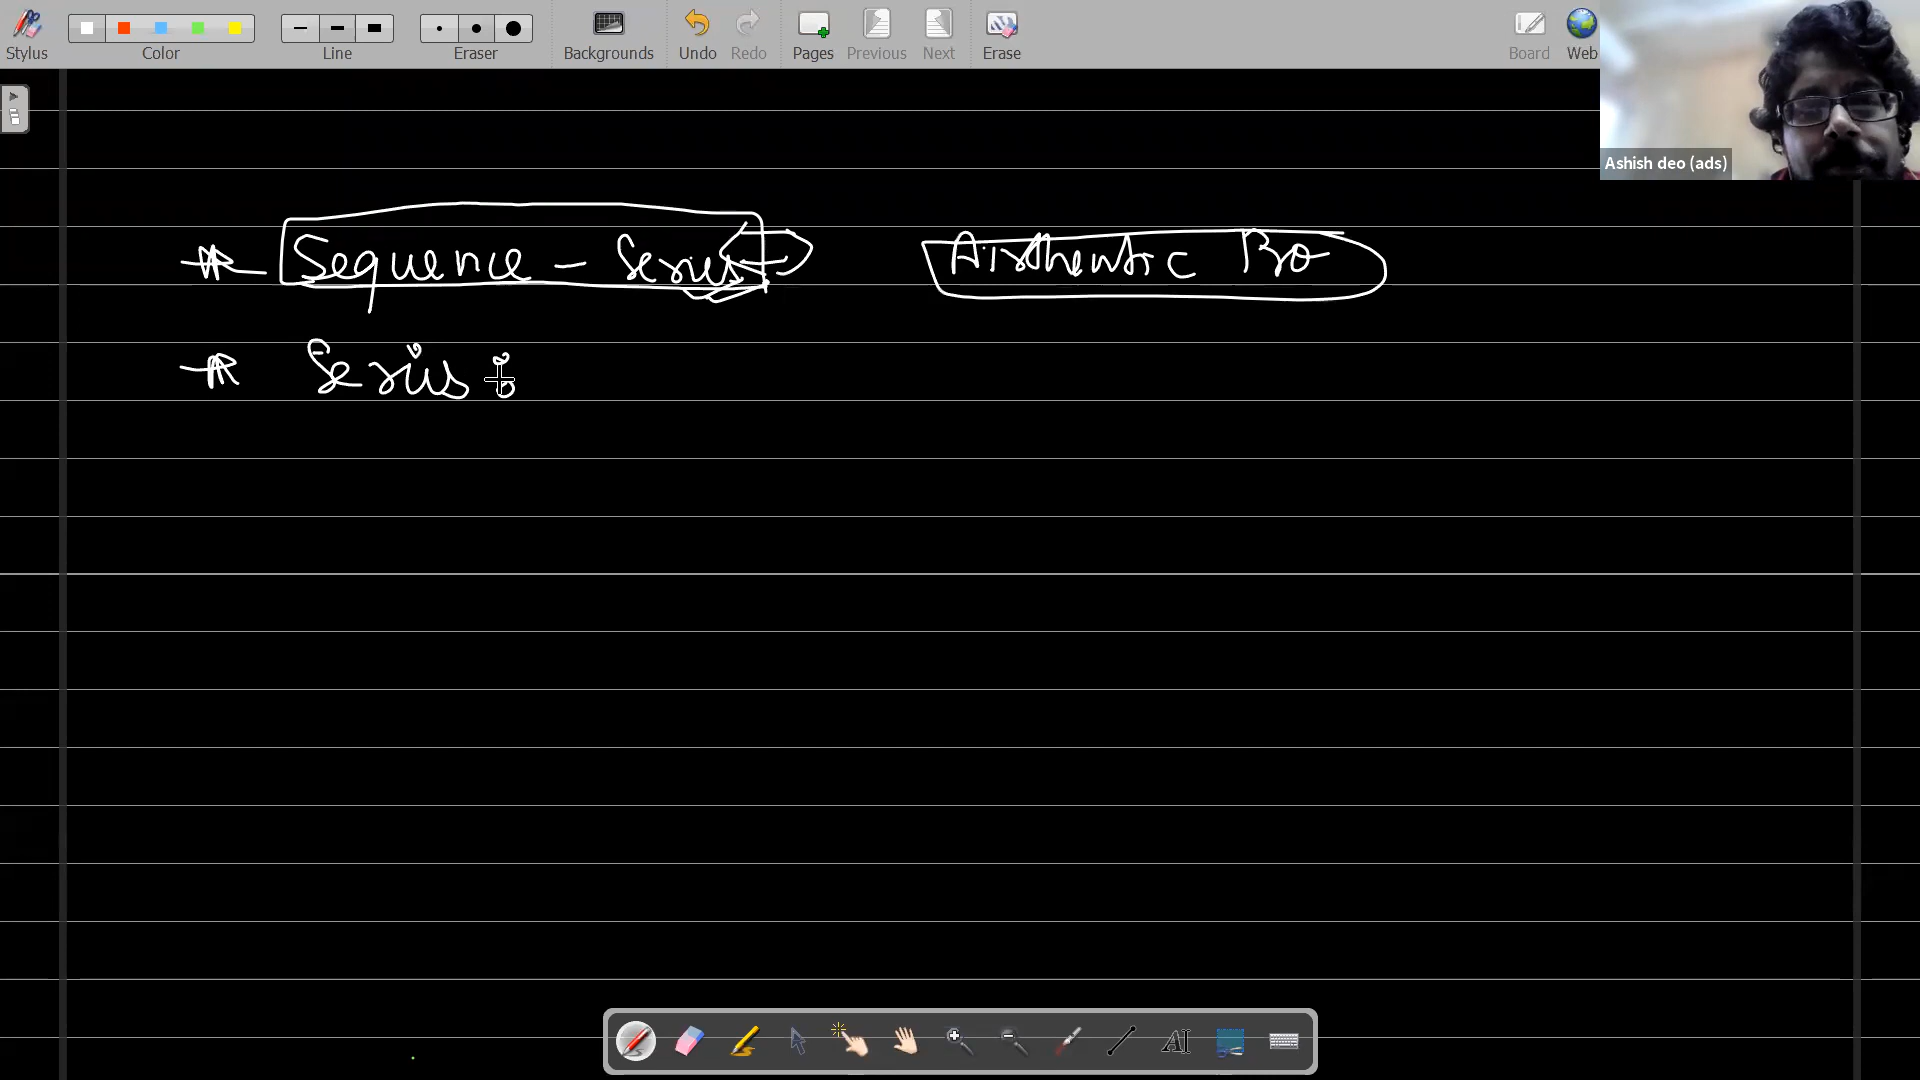 Stylus Color Line Eraser Backgrounds Undo Redo Pages Previous Next Erase Board Web
Ashish deo (ads)
Sequence - Series Airthentic Pro
Series :